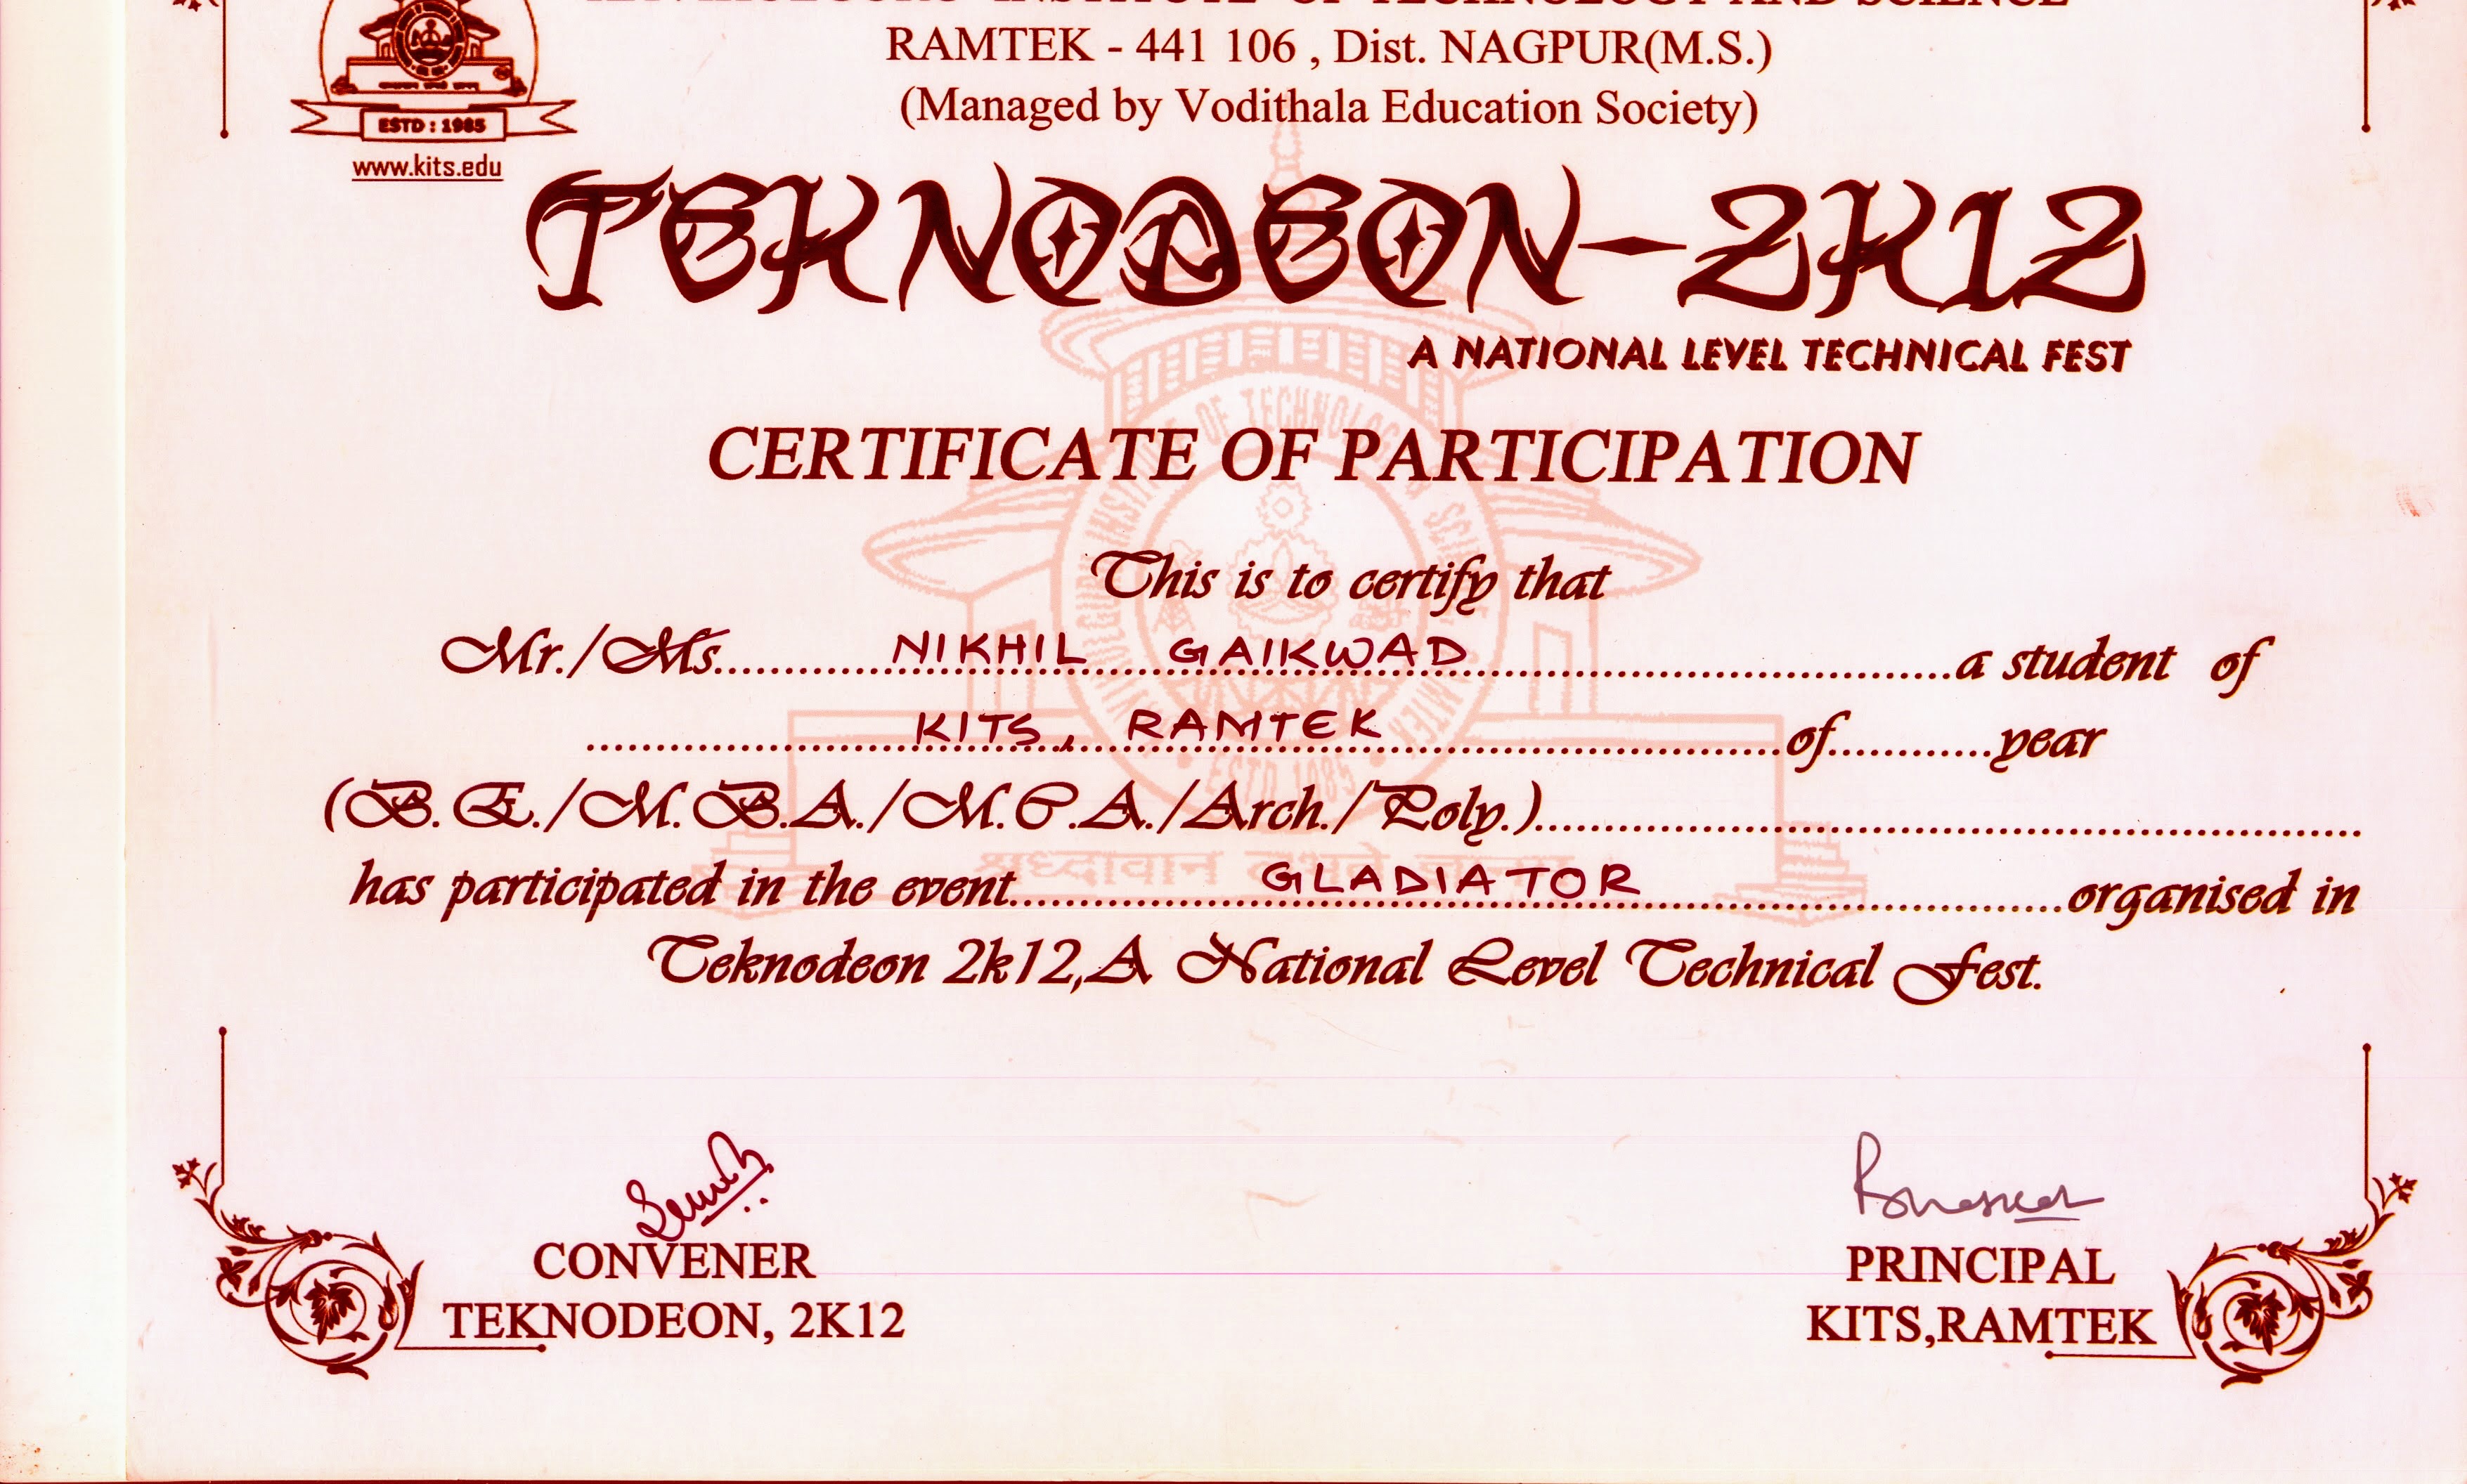 INSTITUTE OF TECHNOLOGY AND SCIENCE
RAMTEK - 441 106 , Dist. NAGPUR(M.S.)
(Managed by Vodithala Education Society)
ESTD : 1985
www.kits.edu
TEKNODEON-2K12
A NATIONAL LEVEL TECHNICAL FEST
CERTIFICATE OF PARTICIPATION
This is to certify that
Mr./Ms.......... NIKHIL GAIKWAD ..........a student of
.......... KITS, RAMTEK ..........of............year
(B.E./M.B.A./M.C.A./Arch./Poly.)..........
has participated in the event.......... GLADIATOR ..........organised in
Teknodeon 2k12,A National Level Technical Fest.
CONVENER
TEKNODEON, 2K12
PRINCIPAL
KITS,RAMTEK
ESTD 1985